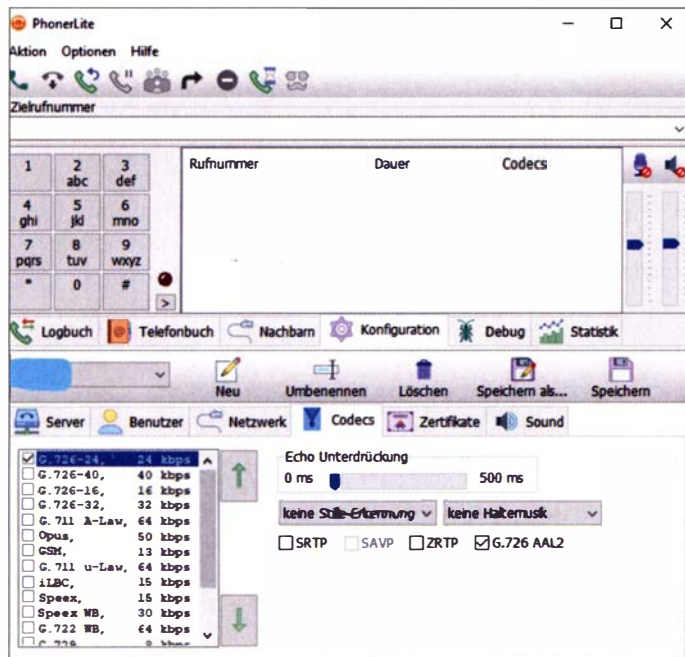 PhonerLite
Aktion Optionen Hilfe
Zielrufnummer
1 2 abc 3 def
4 ghi 5 jkl 6 mno
7 pqrs 8 tuv 9 wxyz
* 0 #
>
Rufnummer Dauer Codecs
Logbuch Telefonbuch Nachbarn Konfiguration Debug Statistik
Neu Umbenennen Löschen Speichern als... Speichern
Server Benutzer Netzwerk Codecs Zertifikate Sound
G.726-24, 24 kbps
G.726-40, 40 kbps
G.726-16, 16 kbps
G.726-32, 32 kbps
G.711 A-Law, 64 kbps
Opus, 50 kbps
GSM, 13 kbps
G.711 u-Law, 64 kbps
iLBC, 15 kbps
Speex, 15 kbps
Speex WB, 30 kbps
G.722 WB, 64 kbps
Echo Unterdrückung
0 ms 500 ms
keine Stille Erkennung keine Haltemusik
SRTP SAVP ZRTP G.726 AAL2